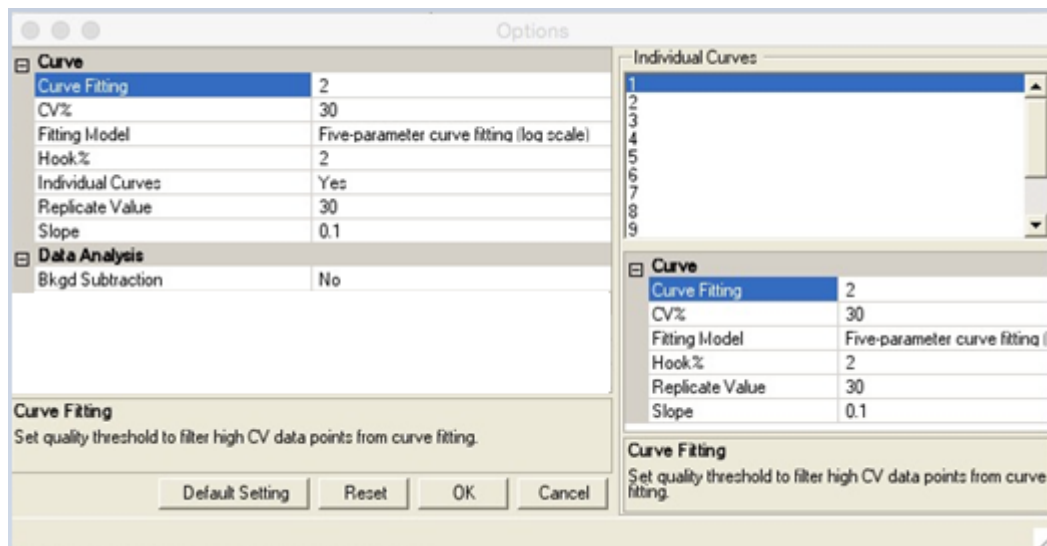 Options
Curve
Curve Fitting 2
CV% 30
Fitting Model Five-parameter curve fitting (log scale)
Hook% 2
Individual Curves Yes
Replicate Value 30
Slope 0.1
Data Analysis
Bkgd Subtraction No
Curve Fitting
Set quality threshold to filter high CV data points from curve fitting.
Default Setting Reset OK Cancel
Individual Curves
1
2
3
4
5
6
7
8
9
Curve
Curve Fitting 2
CV% 30
Fitting Model Five-parameter curve fitting (
Hook% 2
Replicate Value 30
Slope 0.1
Curve Fitting
Set quality threshold to filter high CV data points from curve
fitting.